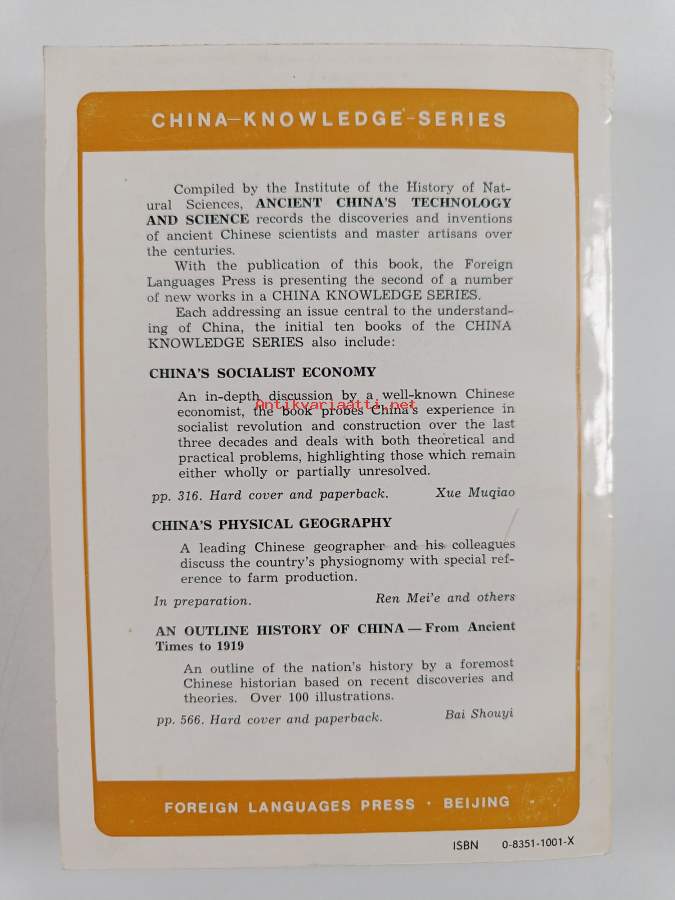 CHINA—KNOWLEDGE-SERIES
Compiled by the Institute of the History of Nat-
ural Sciences, ANCIENT CHINA'S TECHNOLOGY
AND SCIENCE records the discoveries and inventions
of ancient Chinese scientists and master artisans over
the centuries.
With the publication of this book, the Foreign
Languages Press is presenting the second of a number
of new works in a CHINA KNOWLEDGE SERIES.
Each addressing an issue central to the understand-
ing of China, the initial ten books of the CHINA
KNOWLEDGE SERIES also include:
CHINA'S SOCIALIST ECONOMY
An in-depth discussion by a well-known Chinese
Antikvariaatti.net
economist, the book probes China's experience in
socialist revolution and construction over the last
three decades and deals with both theoretical and
practical problems, highlighting those which remain
either wholly or partially unresolved.
pp. 316. Hard cover and paperback. Xue Muqiao
CHINA'S PHYSICAL GEOGRAPHY
A leading Chinese geographer and his colleagues
discuss the country's physiognomy with special ref-
erence to farm production.
In preparation. Ren Mei'e and others
AN OUTLINE HISTORY OF CHINA — From Ancient
Times to 1919
An outline of the nation's history by a foremost
Chinese historian based on recent discoveries and
theories. Over 100 illustrations.
pp. 566. Hard cover and paperback. Bai Shouyi
FOREIGN LANGUAGES PRESS · BEIJING
ISBN 0-8351-1001-X